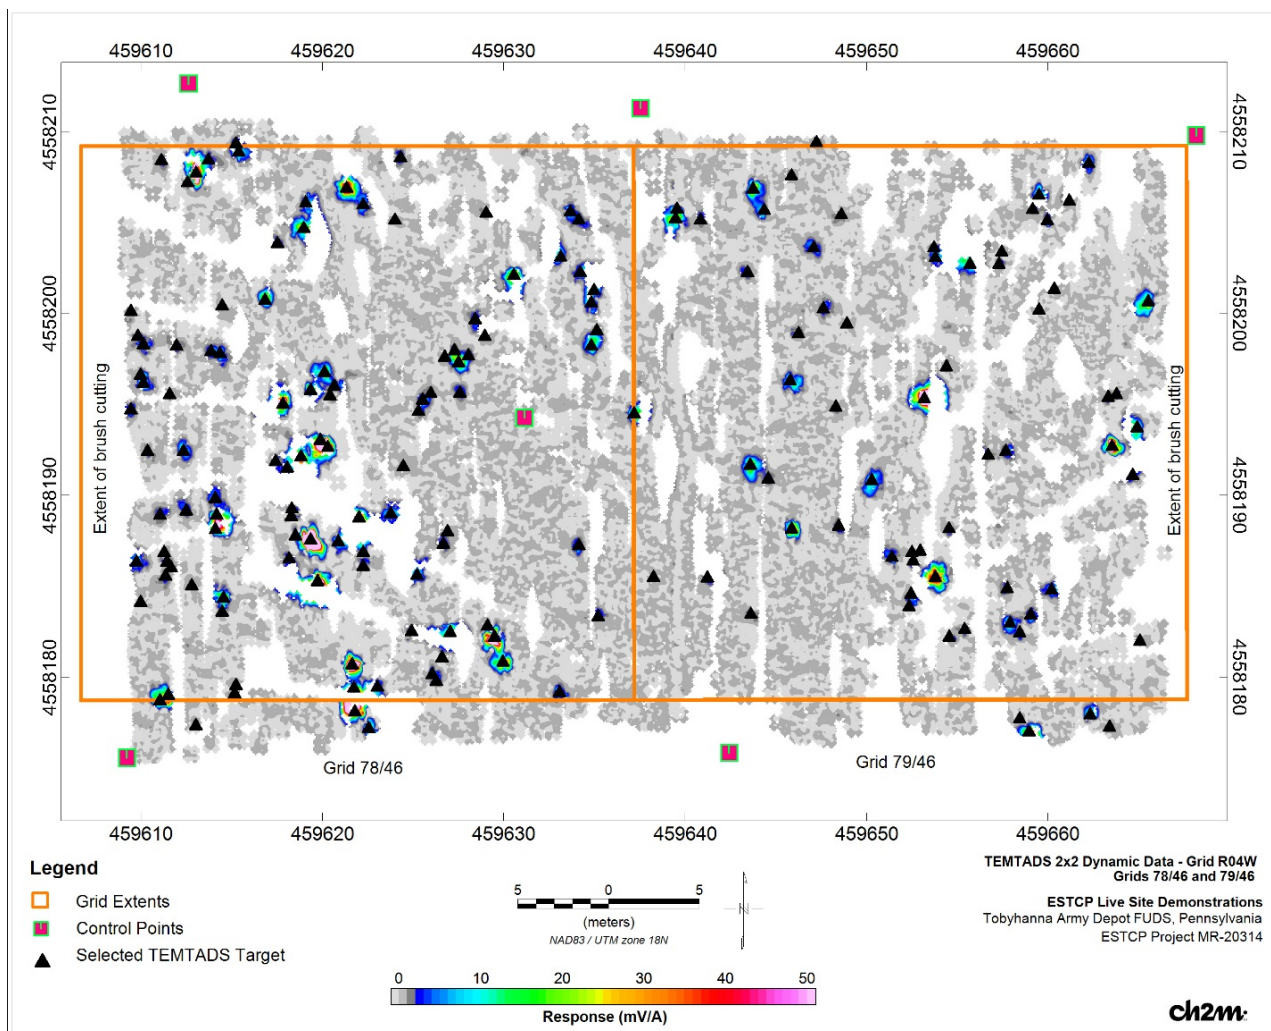 459610 459620 459630 459640 459650 459660
4558210 4558210
4558200 4558200
4558190 4558190
4558180 4558180
Extent of brush cutting
Extent of brush cutting
Grid 78/46
Grid 79/46
459610 459620 459630 459640 459650 459660
Legend
Grid Extents
Control Points
Selected TEMTADS Target
5 0 5
(meters)
NAD83 / UTM zone 18N
N
TEMTADS 2x2 Dynamic Data - Grid R04W
Grids 78/46 and 79/46
ESTCP Live Site Demonstrations
Tobyhanna Army Depot FUDS, Pennsylvania
ESTCP Project MR-20314
0 10 20 30 40 50
Response (mV/A)
ch2m: